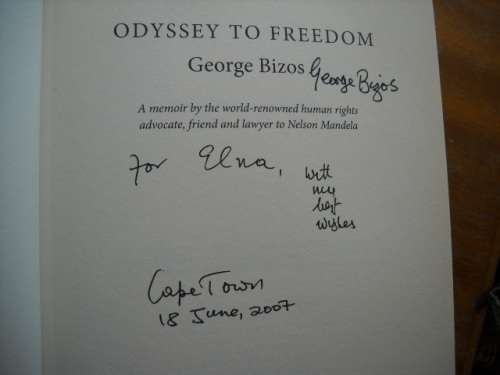 ODYSSEY TO FREEDOM
George Bizos George Bizos
A memoir by the world-renowned human rights
advocate, friend and lawyer to Nelson Mandela
For Elna,
with
my
best
wishes
Cape Town
18 June, 2007